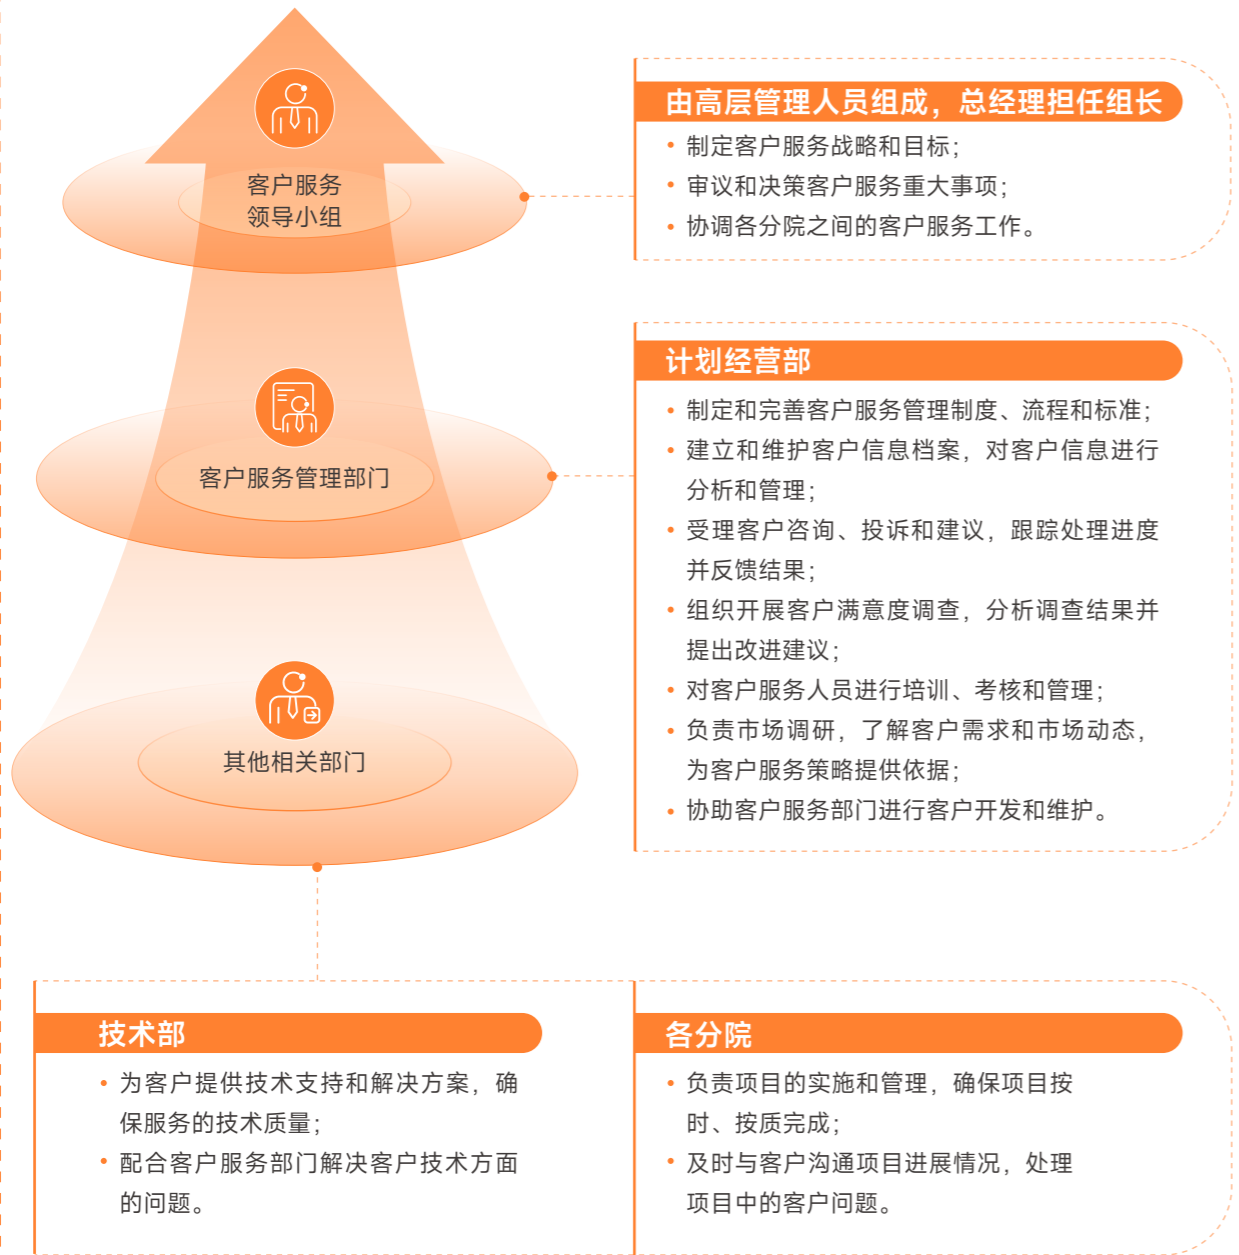 客户服务
领导小组
由高层管理人员组成，总经理担任组长
• 制定客户服务战略和目标；
• 审议和决策客户服务重大事项；
• 协调各分院之间的客户服务工作。
客户服务管理部门
计划经营部
• 制定和完善客户服务管理制度、流程和标准；
• 建立和维护客户信息档案，对客户信息进行
分析和管理；
• 受理客户咨询、投诉和建议，跟踪处理进度
并反馈结果；
• 组织开展客户满意度调查，分析调查结果并
提出改进建议；
• 对客户服务人员进行培训、考核和管理；
• 负责市场调研，了解客户需求和市场动态，
为客户服务策略提供依据；
• 协助客户服务部门进行客户开发和维护。
其他相关部门
技术部
• 为客户提供技术支持和解决方案，确
保服务的技术质量；
• 配合客户服务部门解决客户技术方面
的问题。
各分院
• 负责项目的实施和管理，确保项目按
时、按质完成；
• 及时与客户沟通项目进展情况，处理
项目中的客户问题。